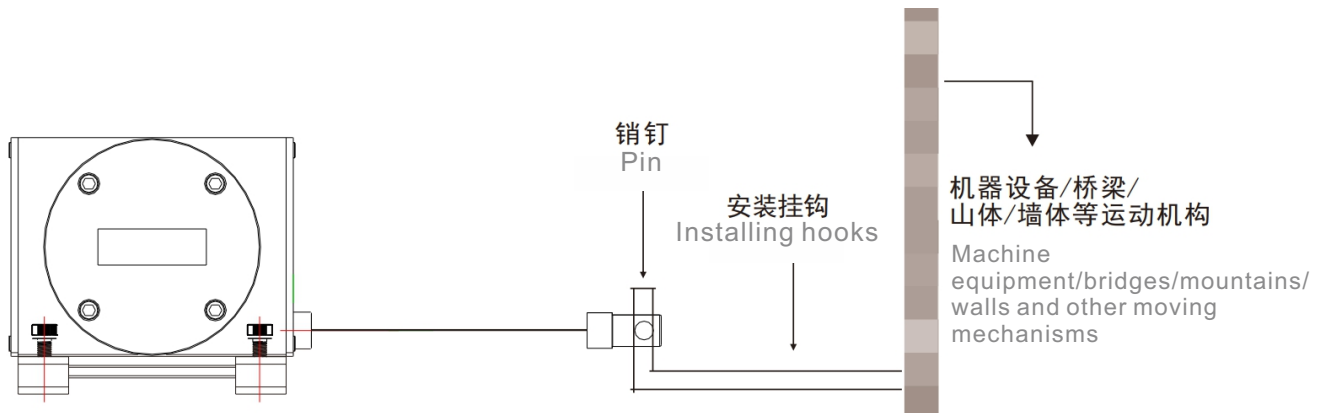 销钉
Pin
安装挂钩
Installing hooks
机器设备/桥梁/
山体/墙体等运动机构
Machine
equipment/bridges/mountains/
walls and other moving
mechanisms